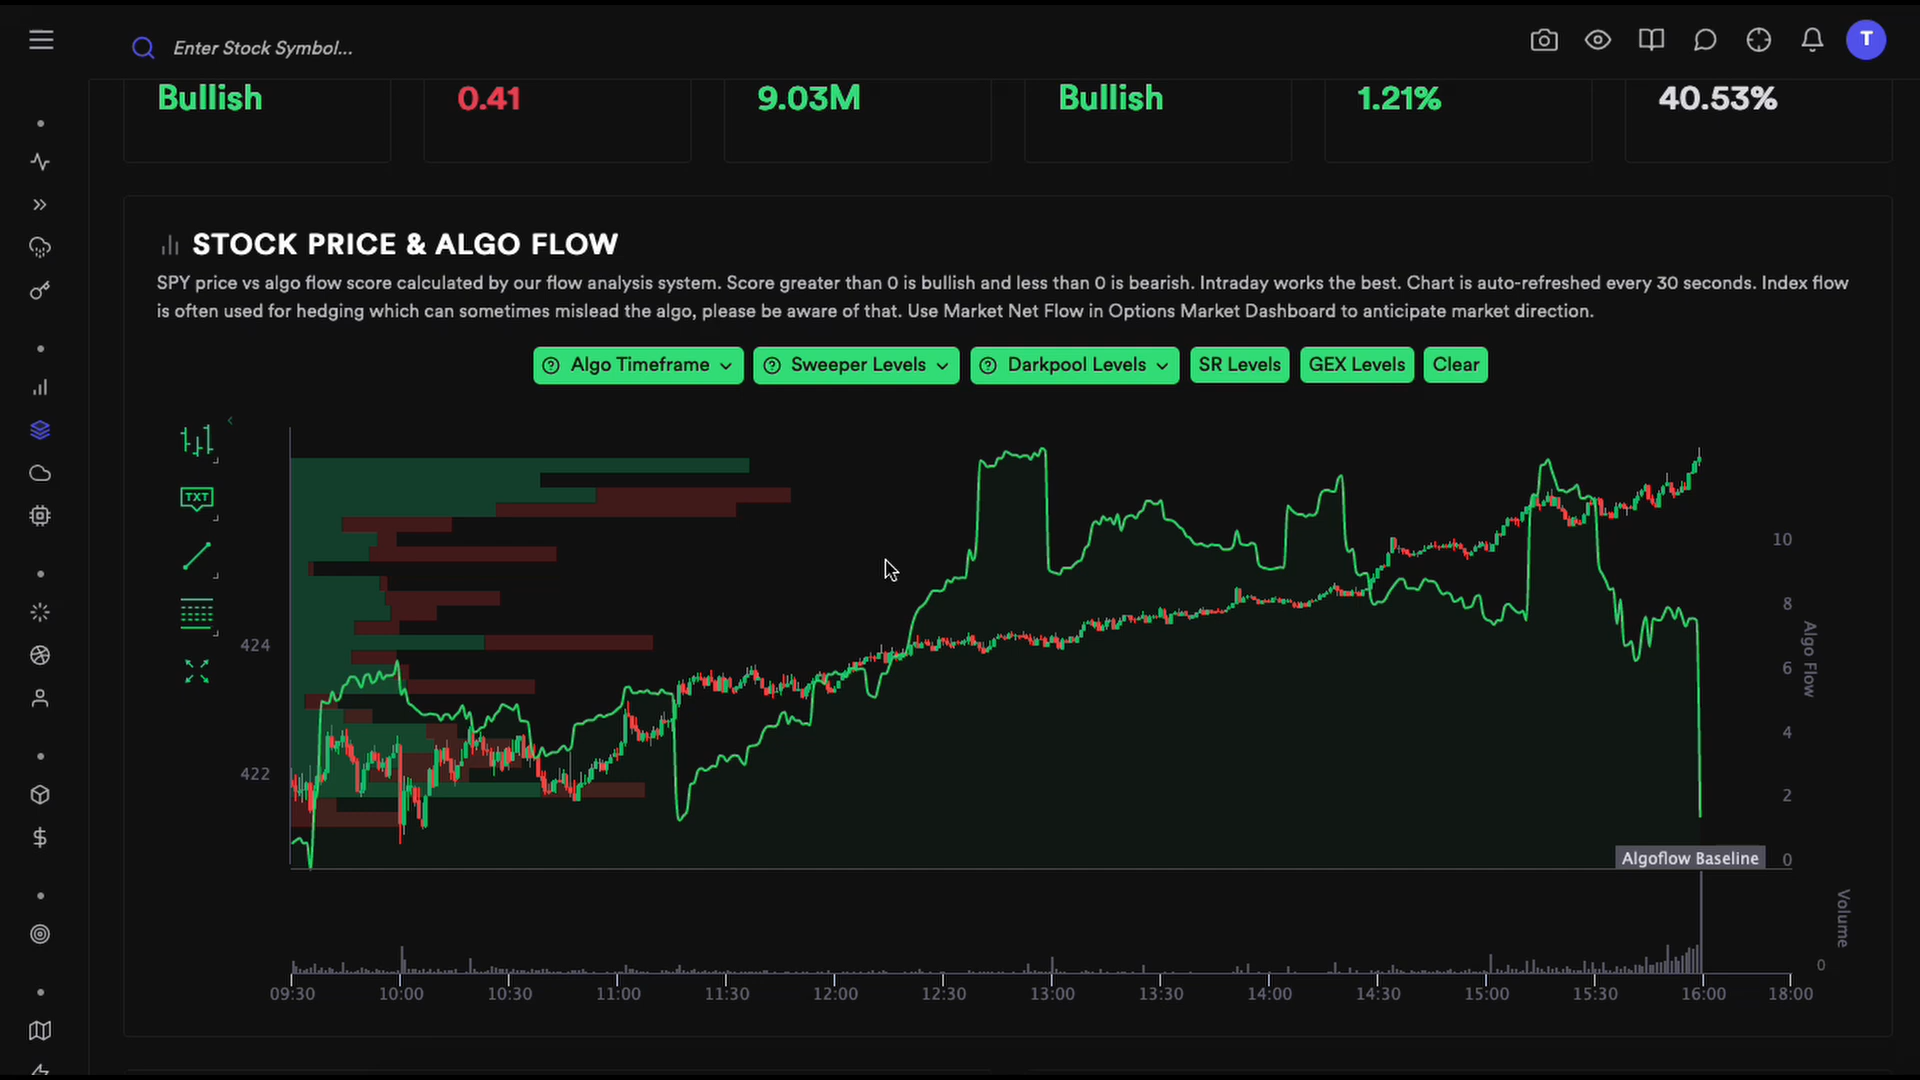 Enter Stock Symbol...
T
Bullish
0.41
9.03M
Bullish
1.21%
40.53%
STOCK PRICE & ALGO FLOW
SPY price vs algo flow score calculated by our flow analysis system. Score greater than 0 is bullish and less than 0 is bearish. Intraday works the best. Chart is auto-refreshed every 30 seconds. Index flow
is often used for hedging which can sometimes mislead the algo, please be aware of that. Use Market Net Flow in Options Market Dashboard to anticipate market direction.
Algo Timeframe
Sweeper Levels
Darkpool Levels
SR Levels
GEX Levels
Clear
TXT
424
422
10
8
6
4
2
0
Algo Flow
Algoflow Baseline
Volume
0
09:30 10:00 10:30 11:00 11:30 12:00 12:30 13:00 13:30 14:00 14:30 15:00 15:30 16:00 18:00